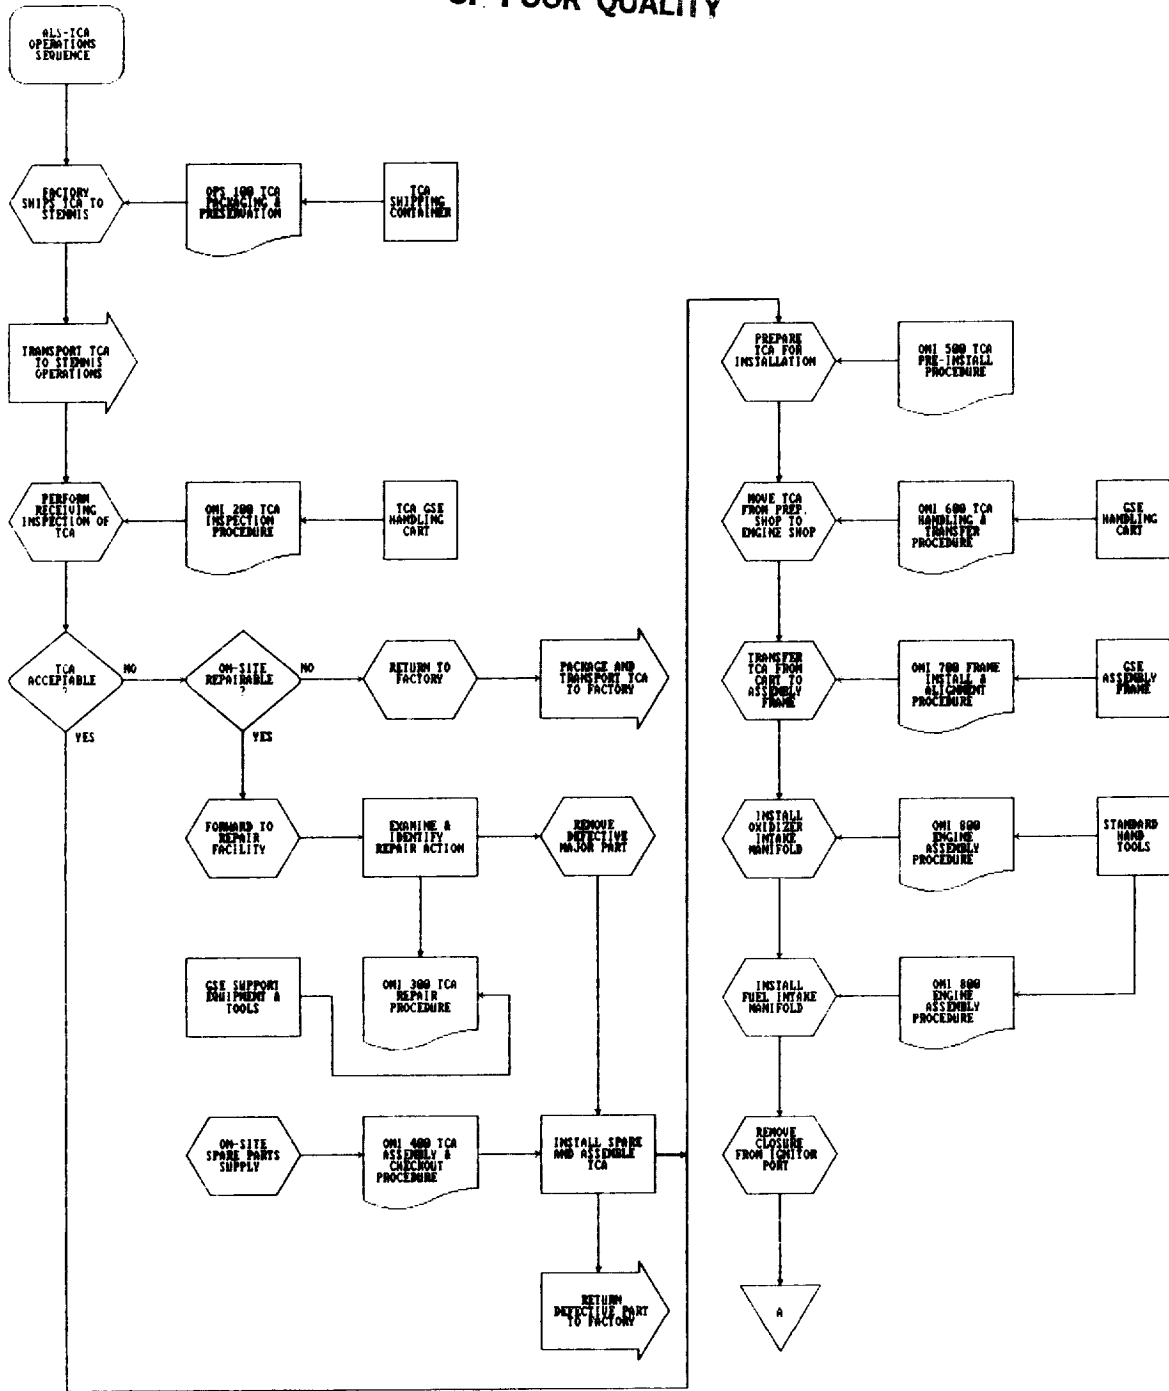 OF POOR QUALITY
ALS-TCA
OPERATIONS
SEQUENCE
FACTORY
SHIPS TCA TO
STENNIS
OPS 100 TCA
PACKAGING &
PRESERVATION
TCA
SHIPPING
CONTAINER
TRANSPORT TCA
TO STENNIS
OPERATIONS
PERFORM
RECEIVING
INSPECTION OF
TCA
OMI 200 TCA
INSPECTION
PROCEDURE
TCA GSE
HANDLING
CART
TCA
ACCEPTABLE
?
NO
YES
ON-SITE
REPAIRABLE
?
NO
YES
RETURN TO
FACTORY
PACKAGE AND
TRANSPORT TCA
TO FACTORY
FORWARD TO
REPAIR
FACILITY
EXAMINE &
IDENTIFY
REPAIR ACTION
REMOVE
DEFECTIVE
MAJOR PART
GSE SUPPORT
EQUIPMENT &
TOOLS
OMI 300 TCA
REPAIR
PROCEDURE
ON-SITE
SPARE PARTS
SUPPLY
OMI 400 TCA
ASSEMBLY &
CHECKOUT
PROCEDURE
INSTALL SPARE
AND ASSEMBLE
TCA
RETURN
DEFECTIVE PART
TO FACTORY
PREPARE
TCA FOR
INSTALLATION
OMI 500 TCA
PRE-INSTALL
PROCEDURE
MOVE TCA
FROM PREP.
SHOP TO
ENGINE SHOP
OMI 600 TCA
HANDLING &
TRANSFER
PROCEDURE
GSE
HANDLING
CART
TRANSFER
TCA FROM
CART TO
ASSEMBLY
FRAME
OMI 700 FRAME
INSTALL &
ALIGNMENT
PROCEDURE
GSE
ASSEMBLY
FRAME
INSTALL
OXIDIZER
INTAKE
MANIFOLD
OMI 800
ENGINE
ASSEMBLY
PROCEDURE
STANDARD
HAND
TOOLS
INSTALL
FUEL INTAKE
MANIFOLD
OMI 800
ENGINE
ASSEMBLY
PROCEDURE
REMOVE
CLOSURE
FROM IGNITOR
PORT
A